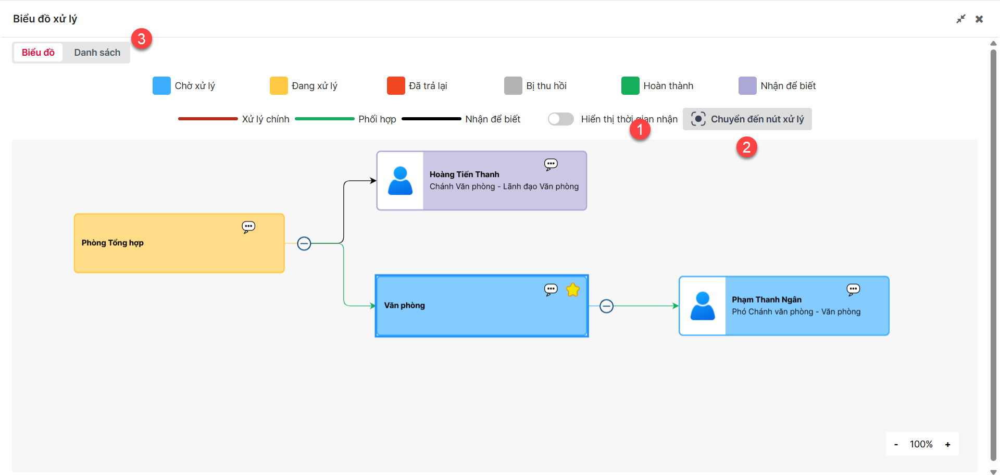 Biểu đồ xử lý
3
Biểu đồ Danh sách
Chờ xử lý Đang xử lý Đã trả lại Bị thu hồi Hoàn thành Nhận để biết
Xử lý chính Phối hợp Nhận để biết Hiển thị thời gian nhận Chuyển đến nút xử lý
1
2
Hoàng Tiến Thanh
Chánh Văn phòng - Lãnh đạo Văn phòng
Phòng Tổng hợp
Văn phòng
Phạm Thanh Ngân
Phó Chánh văn phòng - Văn phòng
- 100% +